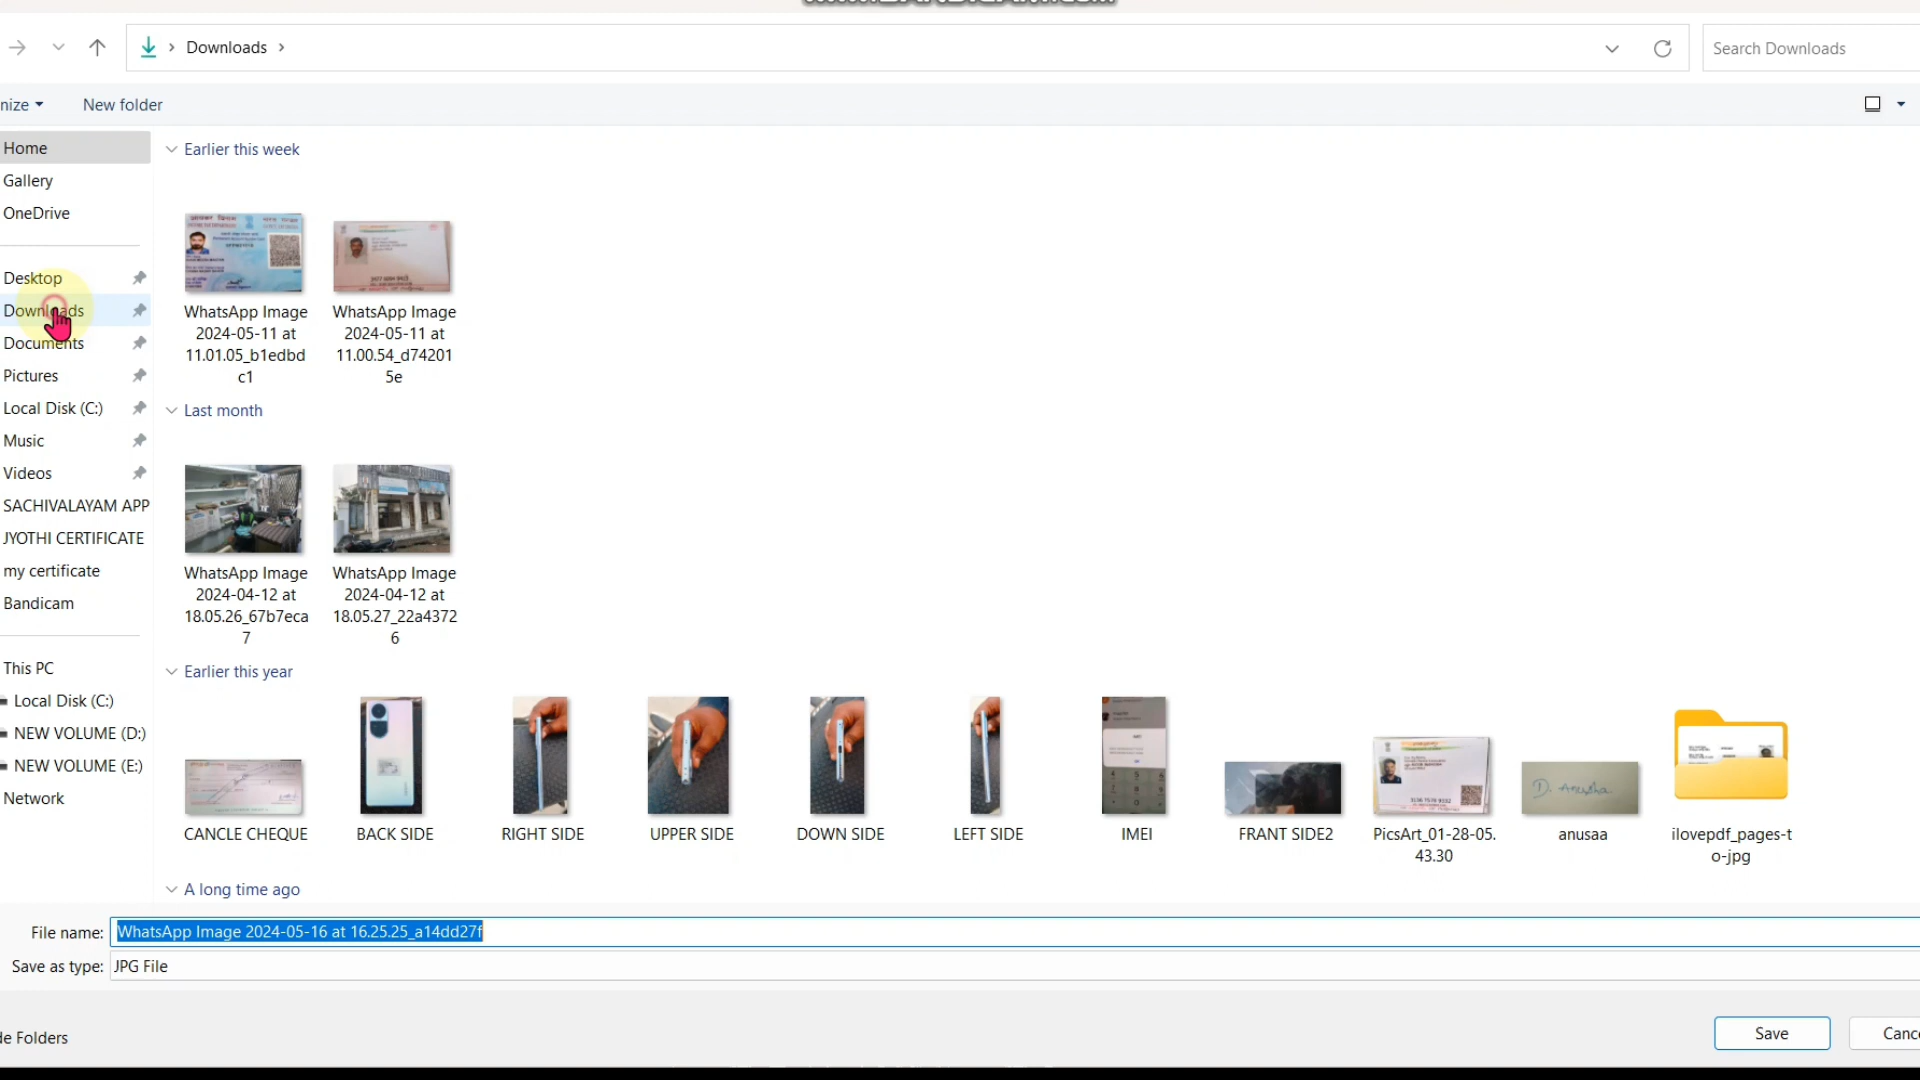 Downloads
Search Downloads
nize
New folder
Home
Gallery
OneDrive
Desktop
Downloads
Documents
Pictures
Local Disk (C:)
Music
Videos
SACHIVALAYAM APP
JYOTHI CERTIFICATE
my certificate
Bandicam
This PC
Local Disk (C:)
NEW VOLUME (D:)
NEW VOLUME (E:)
Network
Earlier this week
WhatsApp Image
2024-05-11 at
11.01.05_b1edbd
c1
WhatsApp Image
2024-05-11 at
11.00.54_d74201
5e
Last month
WhatsApp Image
2024-04-12 at
18.05.26_67b7eca
7
WhatsApp Image
2024-04-12 at
18.05.27_22a4372
6
Earlier this year
CANCLE CHEQUE
BACK SIDE
RIGHT SIDE
UPPER SIDE
DOWN SIDE
LEFT SIDE
IMEI
FRANT SIDE2
PicsArt_01-28-05.
43.30
D. Anusha
anusaa
ilovepdf_pages-t
o-jpg
A long time ago
File name: WhatsApp Image 2024-05-16 at 16.25.25_a14dd27f
Save as type: JPG File
de Folders
Save
Cance